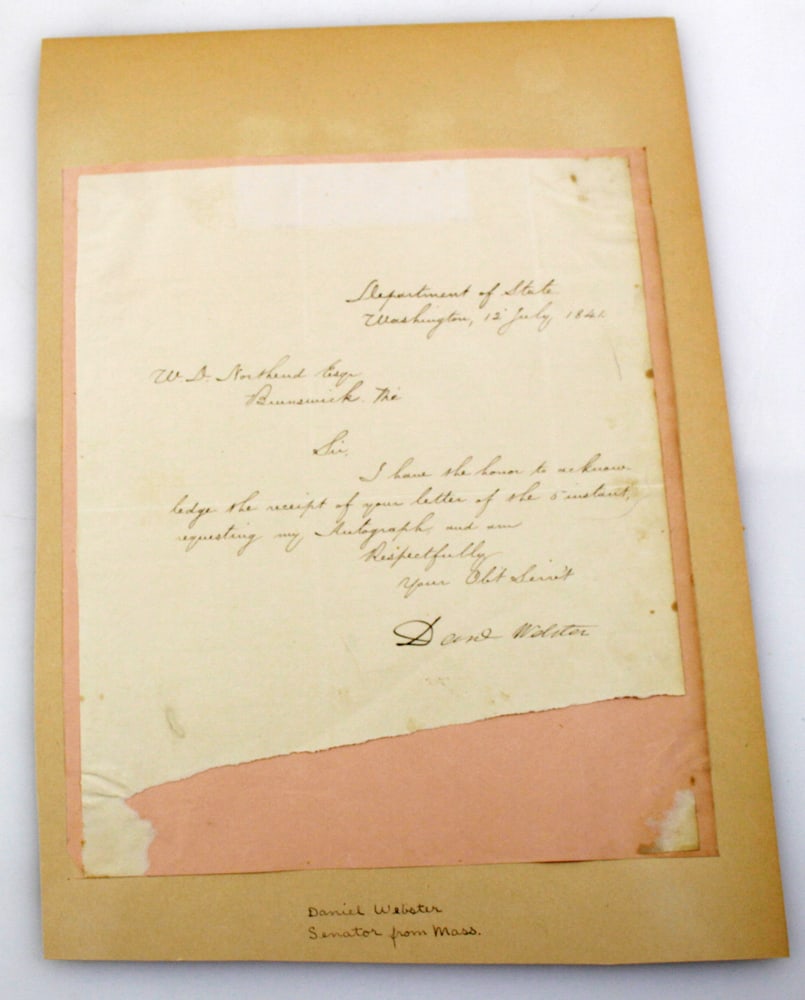 Department of State
Washington, 12 July, 1841.
W. D. Northend Esqr
Brunswick. Me
Sir,
I have the honor to acknow-
ledge the receipt of your letter of the 5 instant,
requesting my Autograph, and am
Respectfully
Your Obt Servt
Danl Webster
Daniel Webster
Senator from Mass.